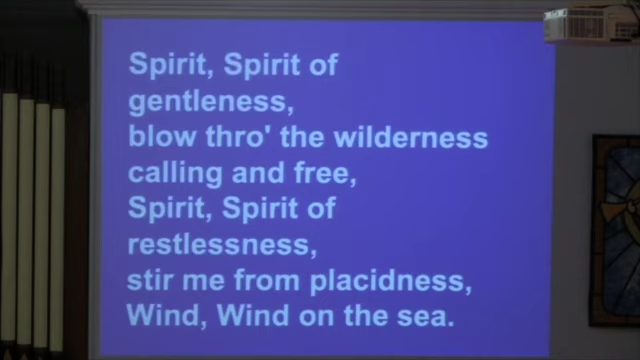 Spirit, Spirit of
gentleness,
blow thro' the wilderness
calling and free,
Spirit, Spirit of
restlessness,
stir me from placidness,
Wind, Wind on the sea.